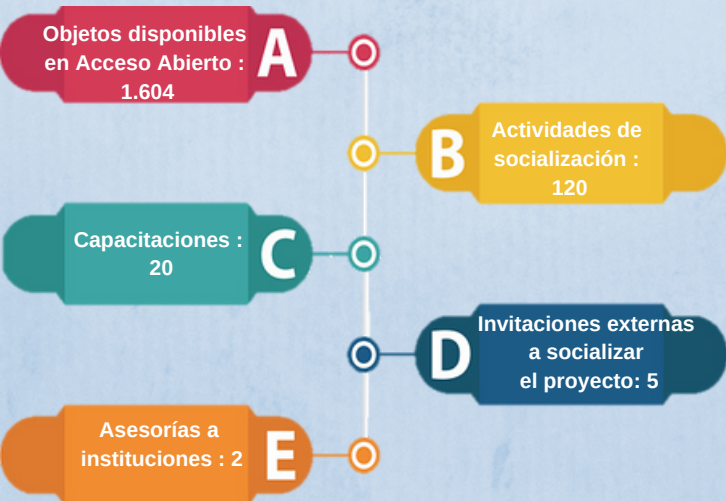 Objetos disponibles
en Acceso Abierto :
1.604
A
B
Actividades de
socialización :
120
Capacitaciones :
20
C
D
Invitaciones externas
a socializar
el proyecto: 5
Asesorías a
instituciones : 2
E